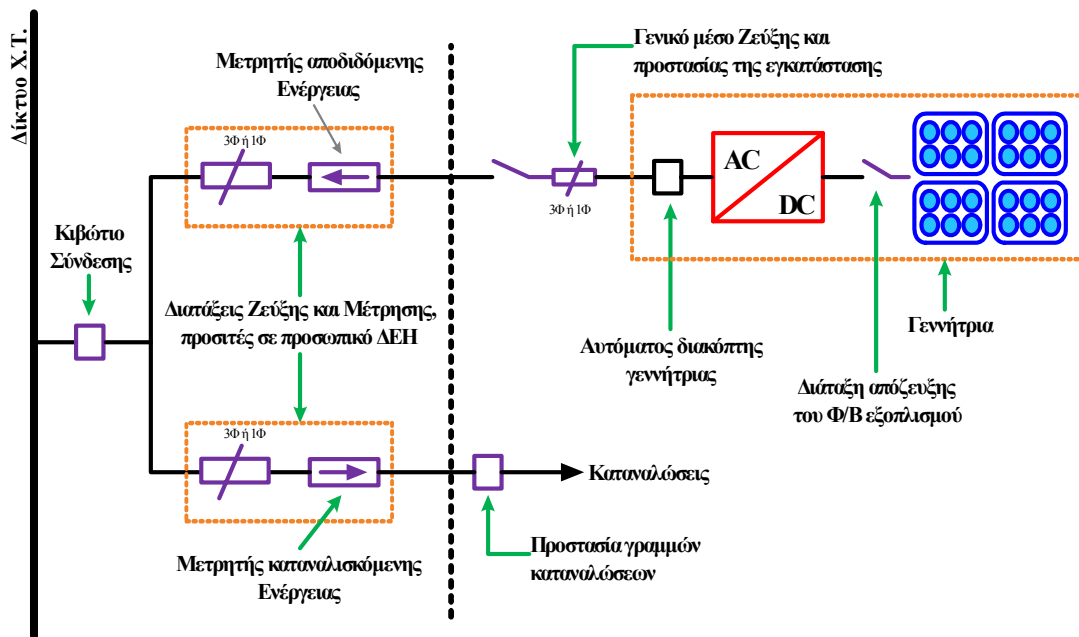 Δίκτυο Χ.Τ.
Μετρητής αποδιδόμενης
Ενέργειας
Γενικό μέσο Ζεύξης και
προστασίας της εγκατάστασης
3Φ ή 1Φ
3Φ ή 1Φ
AC
DC
Κιβώτιο
Σύνδεσης
Διατάξεις Ζεύξης και Μέτρησης,
προσιτές σε προσωπικό ΔΕΗ
Αυτόματος διακόπτης
γεννήτριας
Γεννήτρια
Διάταξη απόζευξης
του Φ/Β εξοπλισμού
3Φ ή 1Φ
Καταναλώσεις
Μετρητής καταναλισκόμενης
Ενέργειας
Προστασία γραμμών
καταναλώσεων